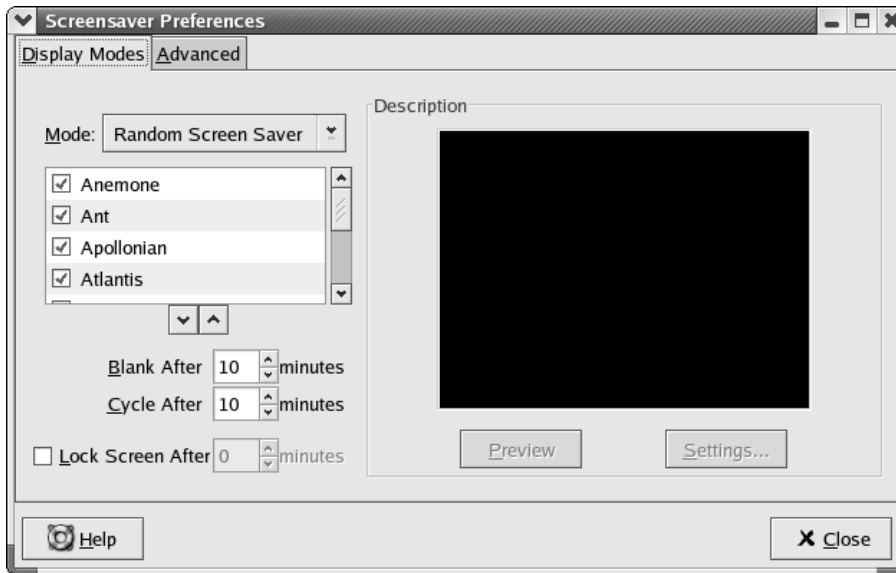 Screensaver Preferences
Display Modes Advanced
Mode: Random Screen Saver
Anemone
Ant
Apollonian
Atlantis
Blank After 10 minutes
Cycle After 10 minutes
Lock Screen After 0 minutes
Description
Preview Settings...
Help Close